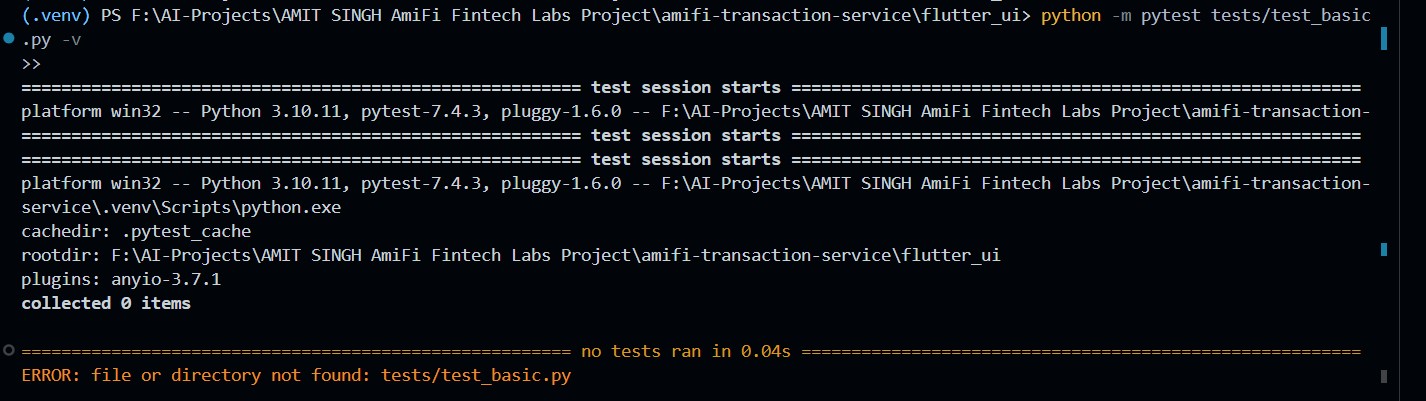 (.venv) PS F:\AI-Projects\AMIT SINGH AmiFi Fintech Labs Project\amifi-transaction-service\flutter_ui> python -m pytest tests/test_basic
.py -v
>>
======================================================== test session starts =========================================================
platform win32 -- Python 3.10.11, pytest-7.4.3, pluggy-1.6.0 -- F:\AI-Projects\AMIT SINGH AmiFi Fintech Labs Project\amifi-transaction-
======================================================== test session starts =========================================================
======================================================== test session starts =========================================================
platform win32 -- Python 3.10.11, pytest-7.4.3, pluggy-1.6.0 -- F:\AI-Projects\AMIT SINGH AmiFi Fintech Labs Project\amifi-transaction-
service\.venv\Scripts\python.exe
cachedir: .pytest_cache
rootdir: F:\AI-Projects\AMIT SINGH AmiFi Fintech Labs Project\amifi-transaction-service\flutter_ui
plugins: anyio-3.7.1
collected 0 items
======================================================= no tests ran in 0.04s ========================================================
ERROR: file or directory not found: tests/test_basic.py